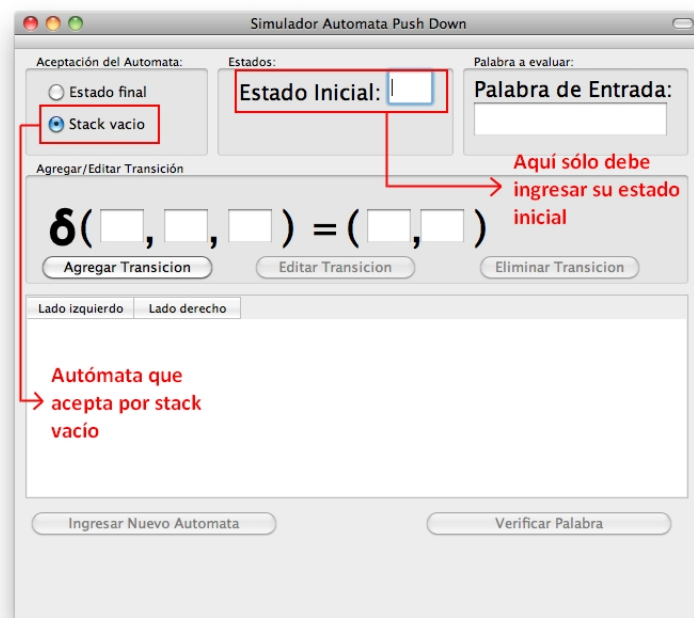 Simulador Automata Push Down
Aceptación del Automata:
Estado final
Stack vacio
Estados:
Estado Inicial:
Palabra a evaluar:
Palabra de Entrada:
Aquí sólo debe
ingresar su estado
inicial
Agregar/Editar Transición
δ( , , ) = ( , )
Agregar Transicion
Editar Transicion
Eliminar Transicion
Lado izquierdo
Lado derecho
Autómata que
acepta por stack
vacío
Ingresar Nuevo Automata
Verificar Palabra